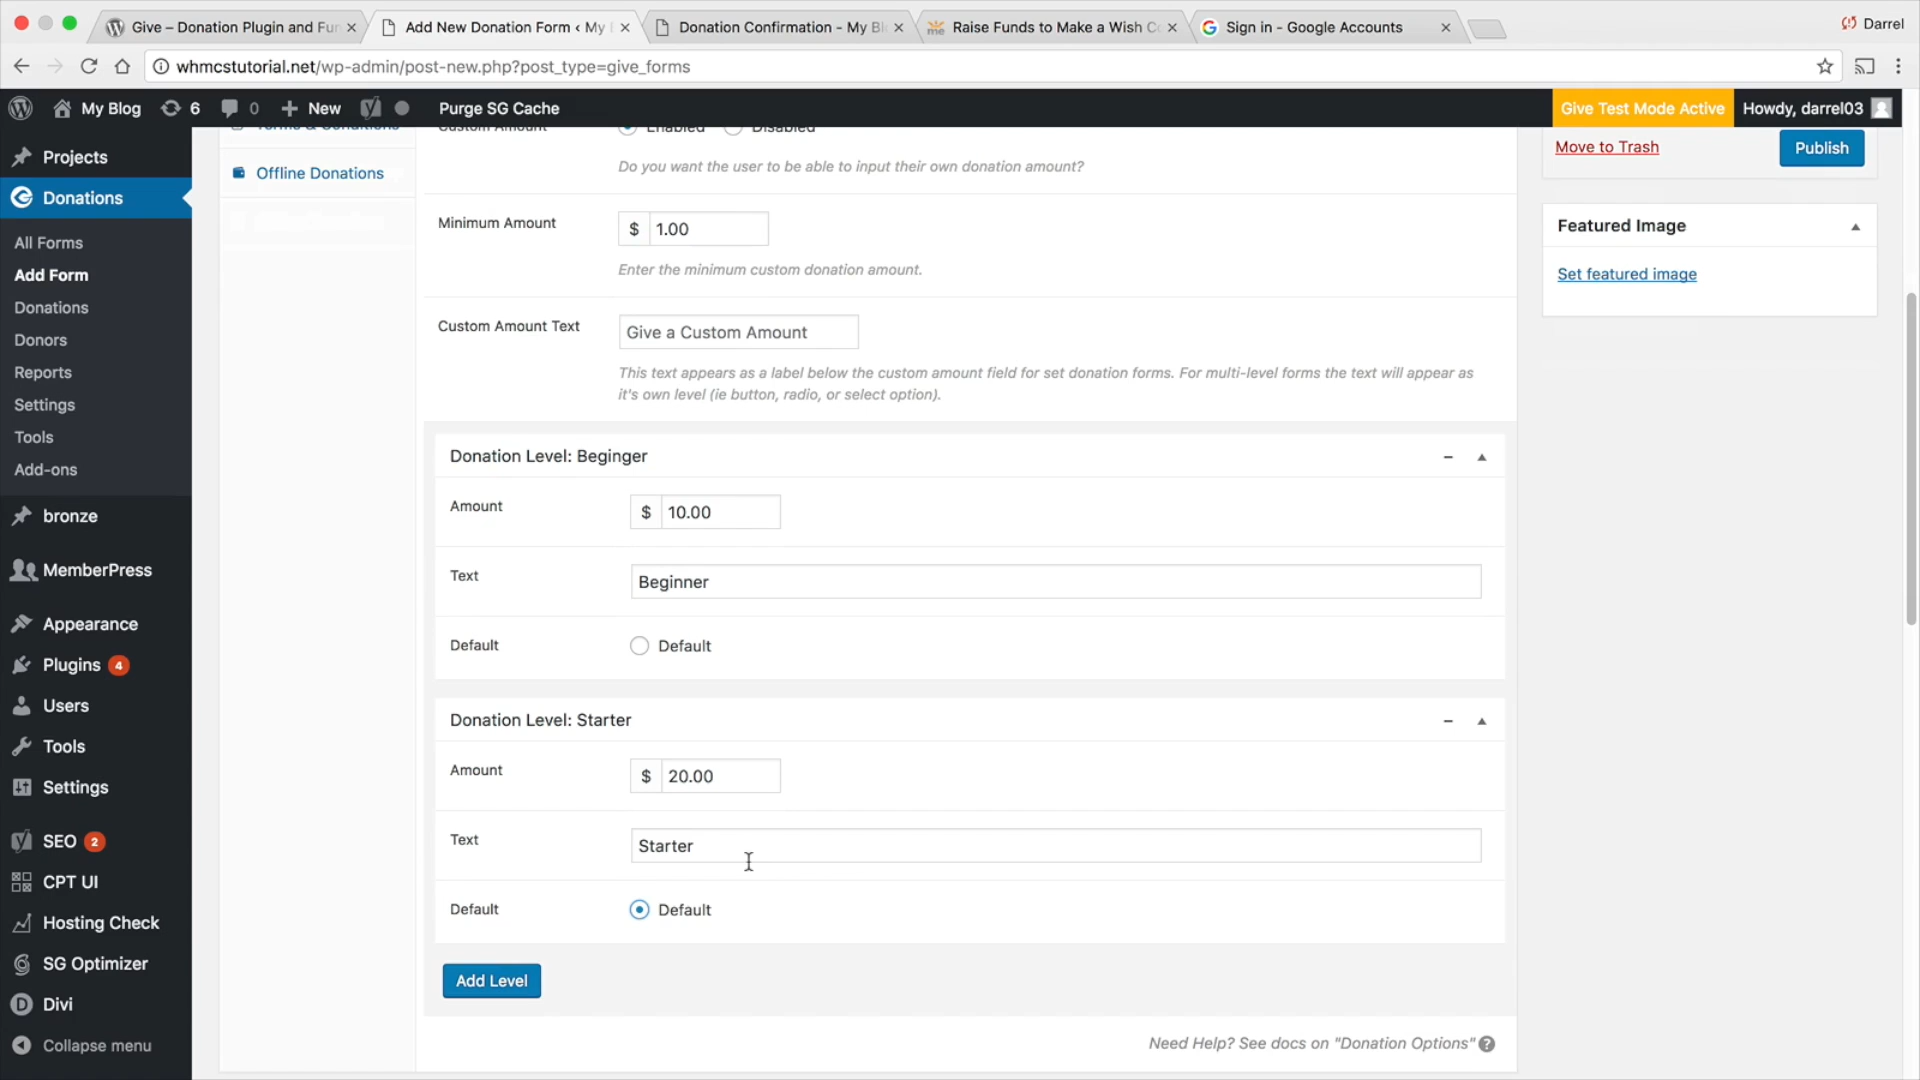 Give – Donation Plugin and Fun
Add New Donation Form ‹ My
Donation Confirmation - My Bl
me
Raise Funds to Make a Wish C
Sign in - Google Accounts
Darrel
whmcstutorial.net/wp-admin/post-new.php?post_type=give_forms
My Blog
6
0
New
Purge SG Cache
Give Test Mode Active
Howdy, darrel03
Projects
Donations
All Forms
Add Form
Donations
Donors
Reports
Settings
Tools
Add-ons
bronze
MemberPress
Appearance
Plugins 4
Users
Tools
Settings
SEO 2
CPT UI
Hosting Check
SG Optimizer
D Divi
Collapse menu
Terms & Conditions
Offline Donations
Custom Amount
Enabled Disabled
Do you want the user to be able to input their own donation amount?
Minimum Amount
$ 1.00
Enter the minimum custom donation amount.
Custom Amount Text
Give a Custom Amount
This text appears as a label below the custom amount field for set donation forms. For multi-level forms the text will appear as
it's own level (ie button, radio, or select option).
Donation Level: Beginger
Amount
$ 10.00
Text
Beginner
Default
Default
Donation Level: Starter
Amount
$ 20.00
Text
Starter
Default
Default
Add Level
Need Help? See docs on "Donation Options" ?
Move to Trash
Publish
Featured Image
Set featured image